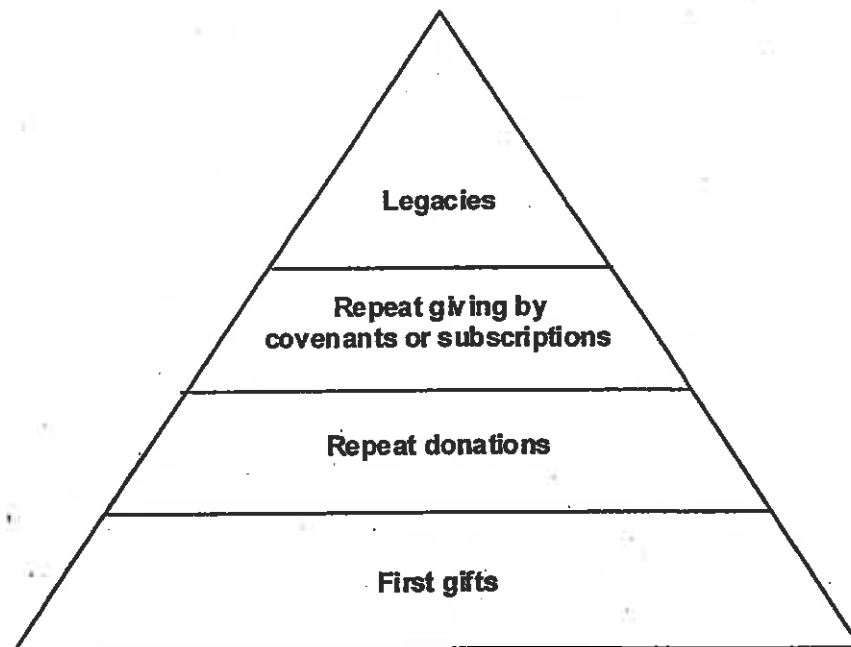 Legacies
Repeat giving by
covenants or subscriptions
Repeat donations
First gifts